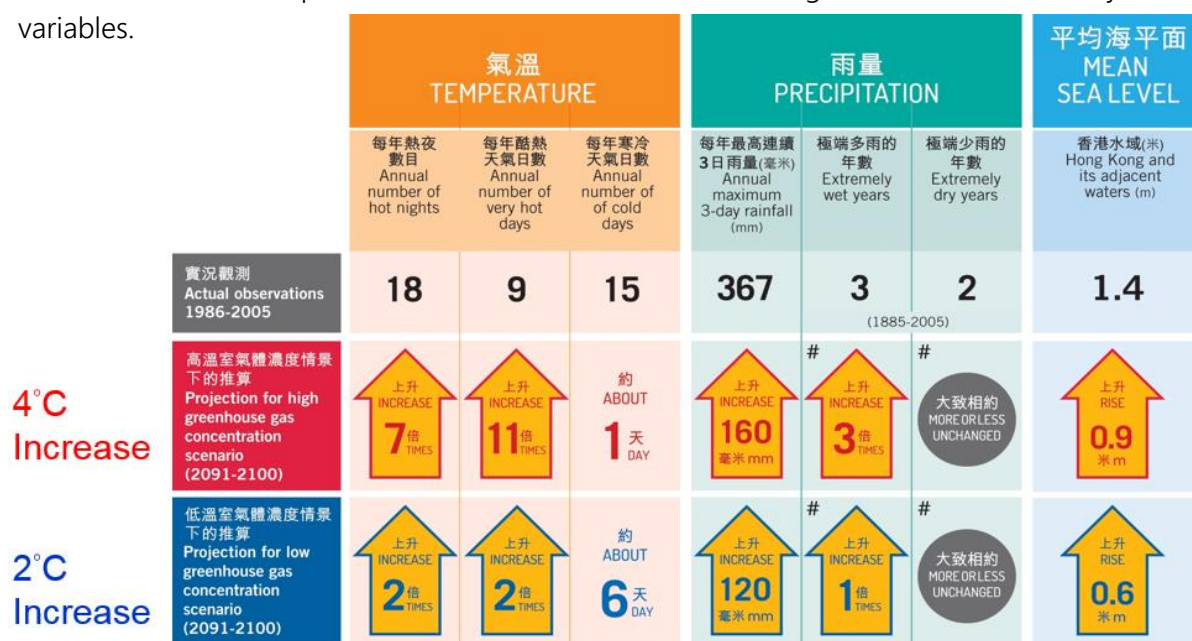 variables.
氣溫
TEMPERATURE
雨量
PRECIPITATION
平均海平面
MEAN
SEA LEVEL
每年熱夜
數目
Annual
number of
hot nights
每年酷熱
天氣日數
Annual
number of
very hot
days
每年寒冷
天氣日數
Annual
number of
of cold
days
每年最高連續
3日雨量(毫米)
Annual
maximum
3-day rainfall
(mm)
極端多雨的
年數
Extremely
wet years
極端少雨的
年數
Extremely
dry years
香港水域(米)
Hong Kong and
its adjacent
waters (m)
實況觀測
Actual observations
1986-2005
18
9
15
367
3
2
(1885-2005)
1.4
4°C
Increase
高溫室氣體濃度情景
下的推算
Projection for high
greenhouse gas
concentration
scenario
(2091-2100)
上升
INCREASE
7倍
TIMES
上升
INCREASE
11倍
TIMES
約
ABOUT
1天
DAY
上升
INCREASE
160
毫米 mm
#
上升
INCREASE
3倍
TIMES
#
大致相約
MORE OR LESS
UNCHANGED
上升
RISE
0.9
米 m
2°C
Increase
低溫室氣體濃度情景
下的推算
Projection for low
greenhouse gas
concentration
scenario
(2091-2100)
上升
INCREASE
2倍
TIMES
上升
INCREASE
2倍
TIMES
約
ABOUT
6天
DAY
上升
INCREASE
120
毫米 mm
#
上升
INCREASE
1倍
TIMES
#
大致相約
MORE OR LESS
UNCHANGED
上升
RISE
0.6
米 m